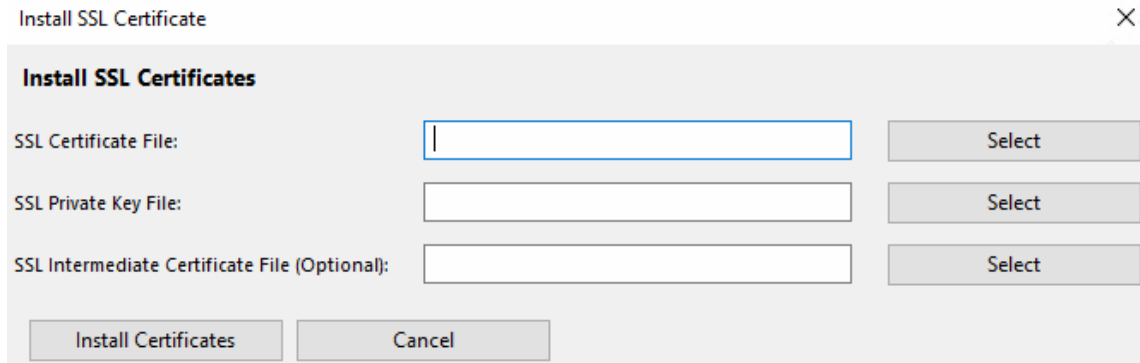 Install SSL Certificate
Install SSL Certificates
SSL Certificate File: Select
SSL Private Key File: Select
SSL Intermediate Certificate File (Optional): Select
Install Certificates Cancel